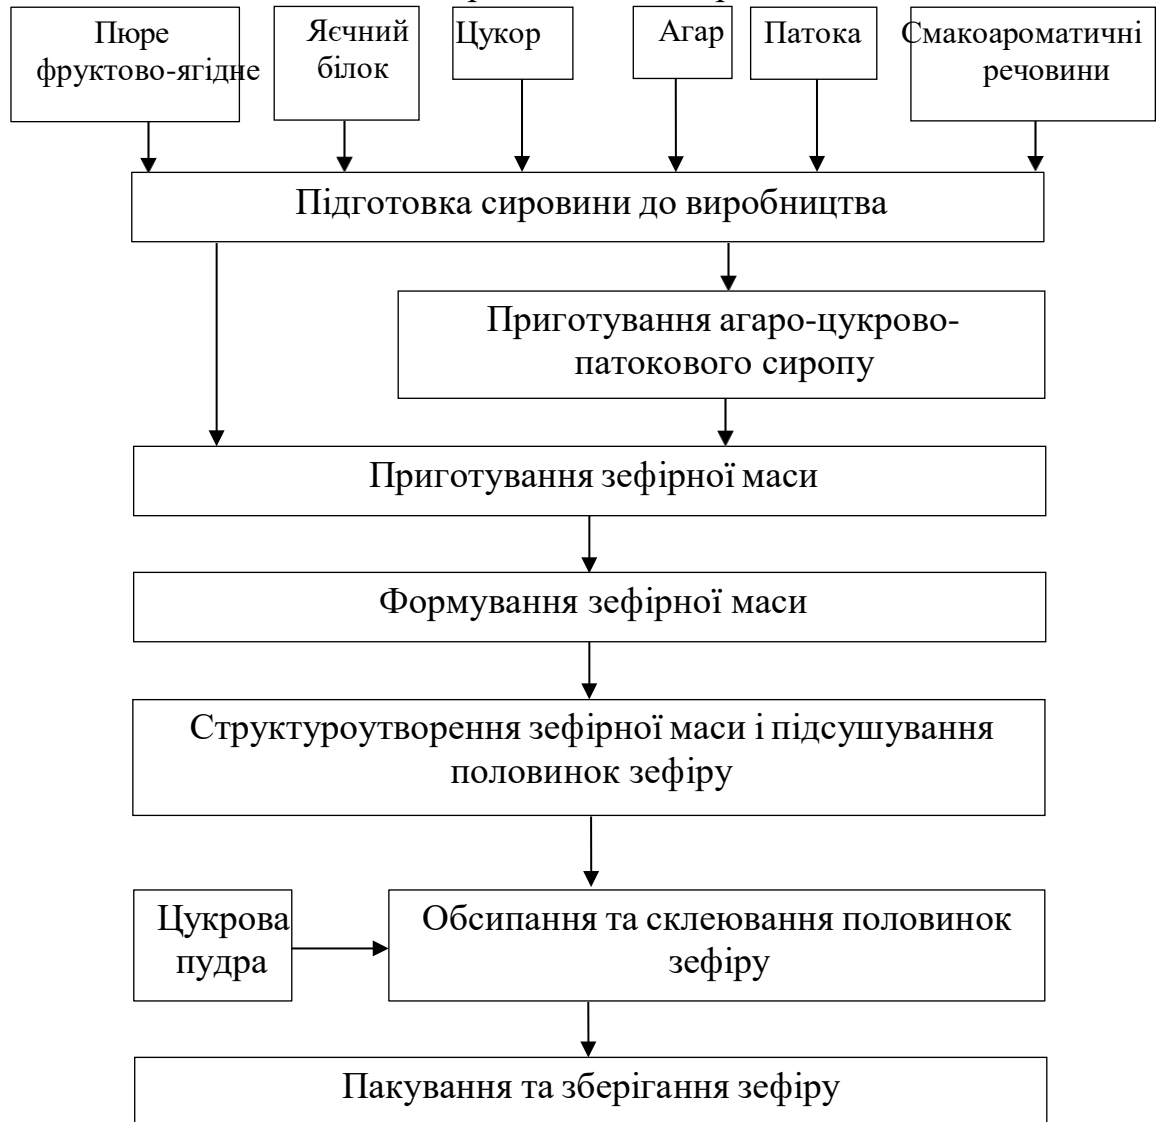 Пюре
фруктово-ягідне
Яєчний
білок
Цукор
Агар
Патока
Смакоароматичні
речовини
Підготовка сировини до виробництва
Приготування агаро-цукрово-
патокового сиропу
Приготування зефірної маси
Формування зефірної маси
Структуроутворення зефірної маси і підсушування
половинок зефіру
Цукрова
пудра
Обсипання та склеювання половинок
зефіру
Пакування та зберігання зефіру